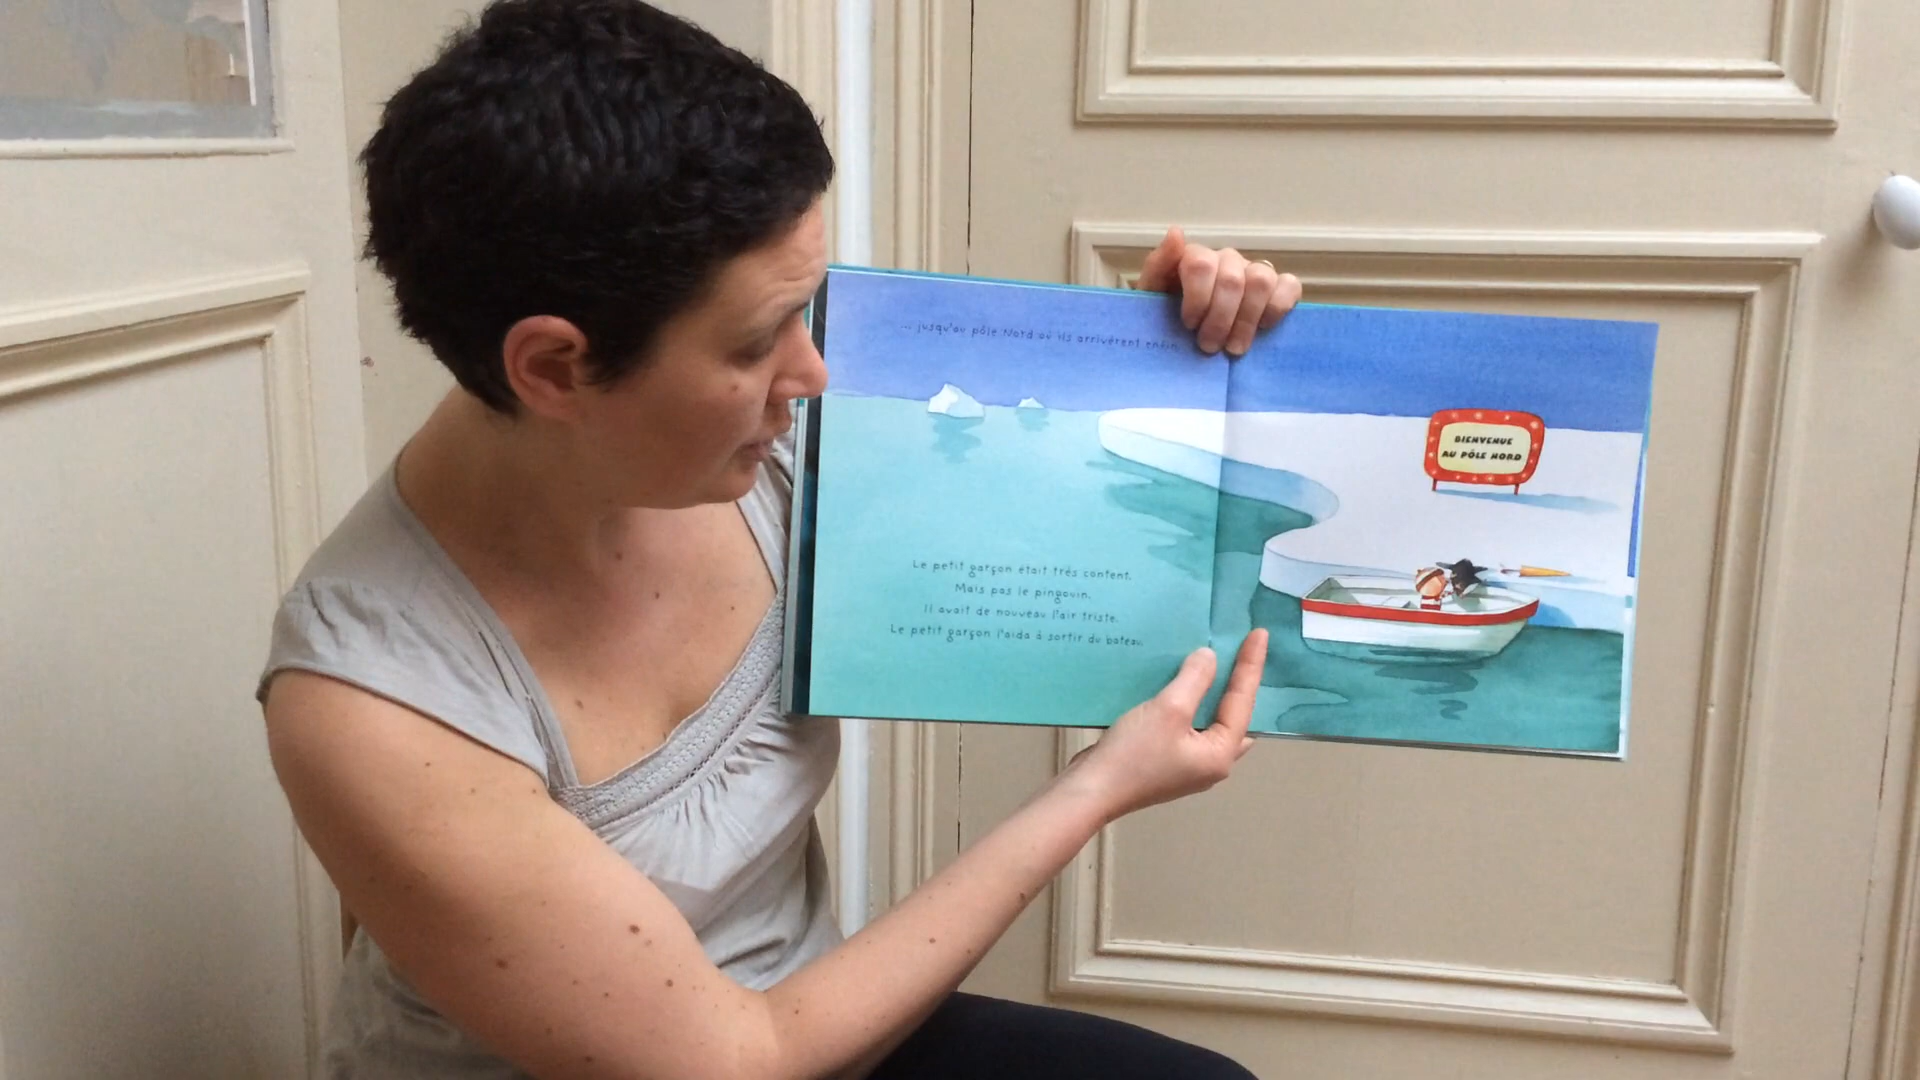 ... jusqu'au pôle Nord où ils arrivèrent enfin.
BIENVENUE
AU PÔLE NORD
Le petit garçon était très content.
Mais pas le pingouin.
Il avait de nouveau l'air triste.
Le petit garçon l'aida à sortir du bateau.